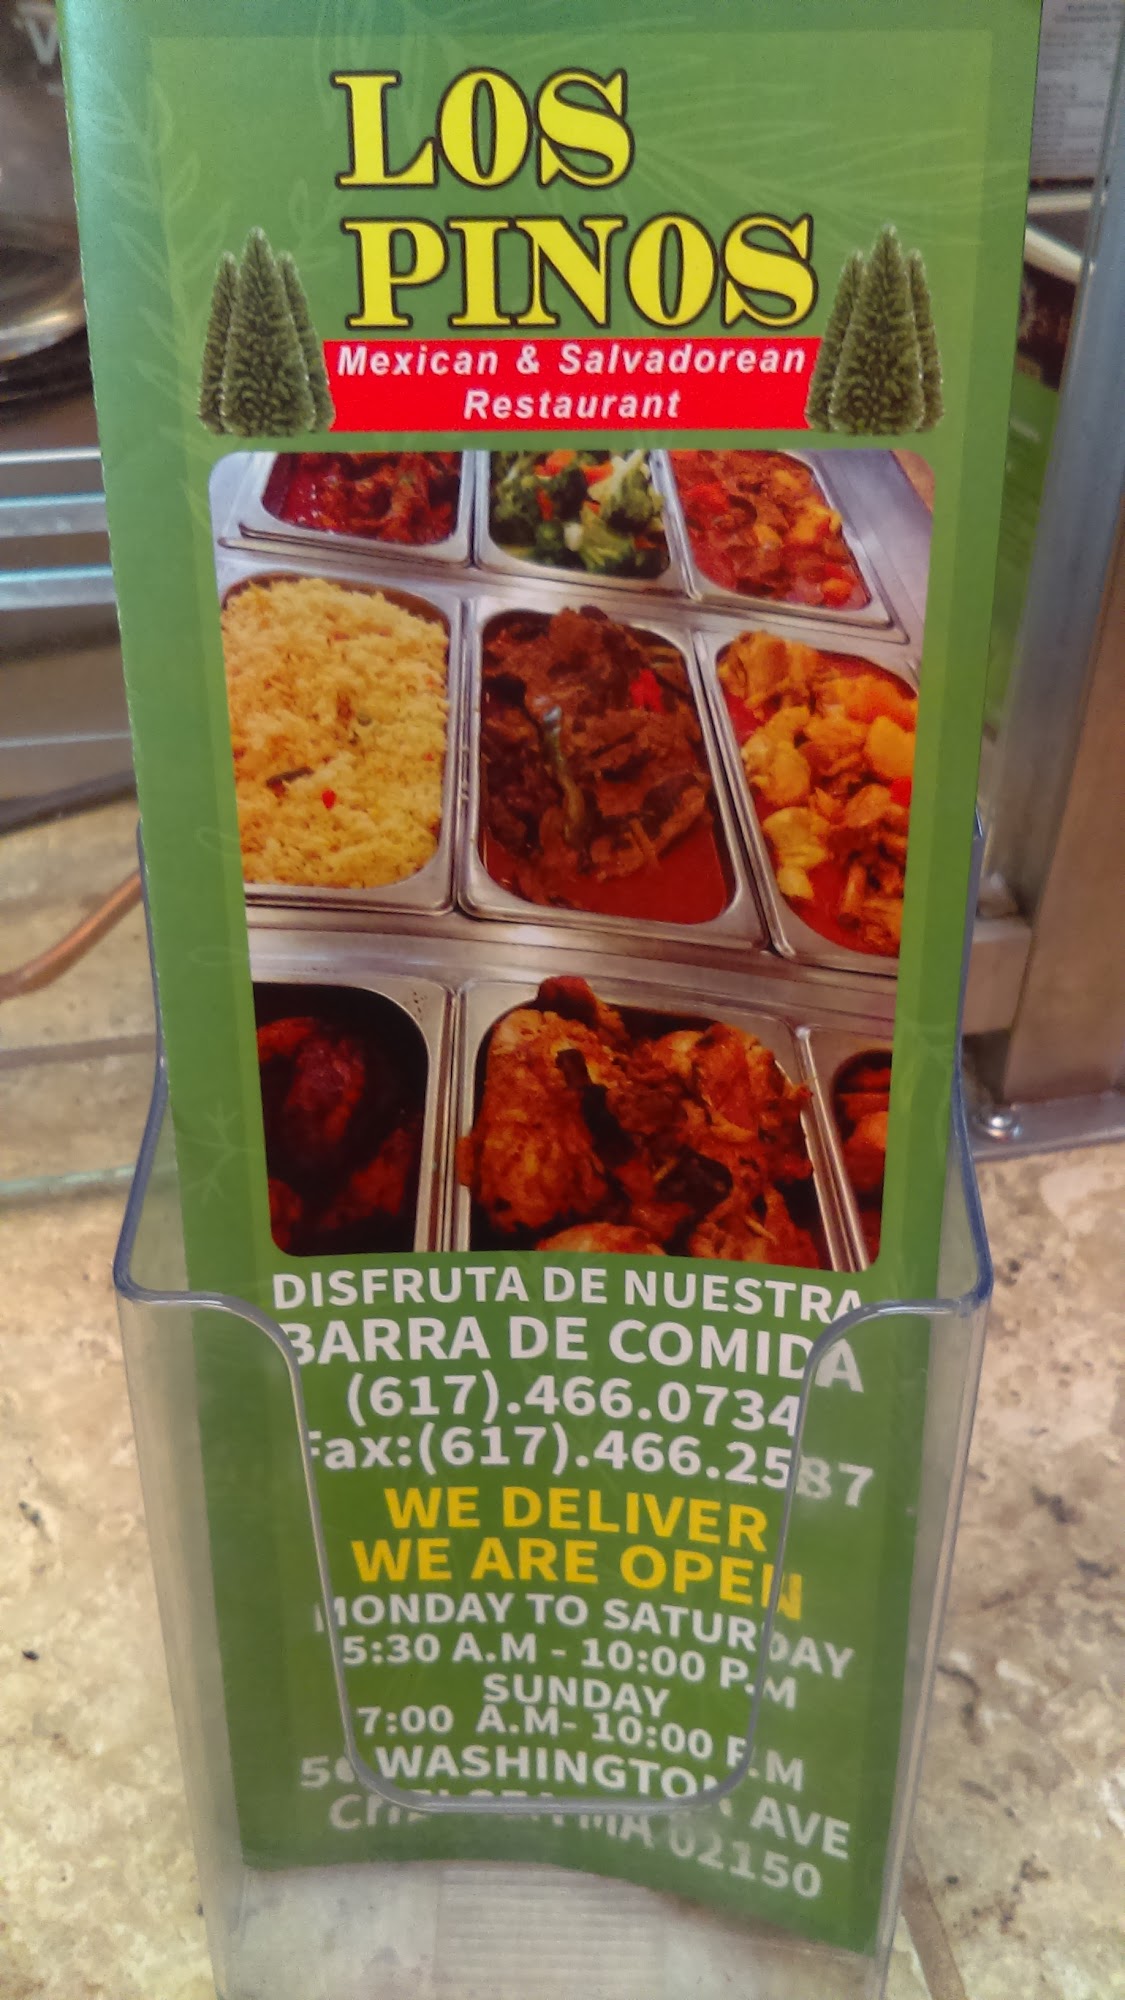 LOS
PINOS
Mexican & Salvadorean
Restaurant
DISFRUTA DE NUESTRA
BARRA DE COMIDA
(617).466.0734
Fax:(617).466.2587
WE DELIVER
WE ARE OPEN
MONDAY TO SATURDAY
5:30 A.M - 10:00 P.M
SUNDAY
7:00 A.M- 10:00 P.M
WASHINGTON AVE
CHELSEA MA 02150